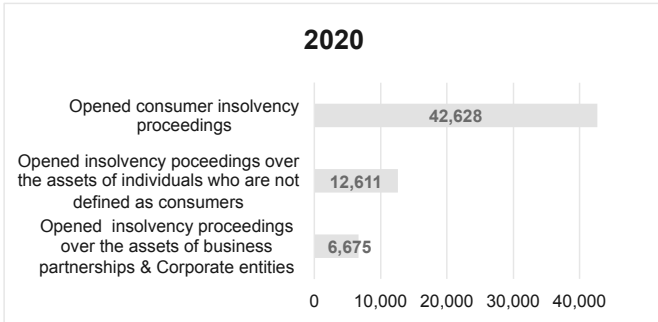 2020
Opened consumer insolvency
proceedings
42,628
Opened insolvency poceedings over
the assets of individuals who are not
defined as consumers
12,611
Opened insolvency proceedings
over the assets of business
partnerships & Corporate entities
6,675
0 10,000 20,000 30,000 40,000